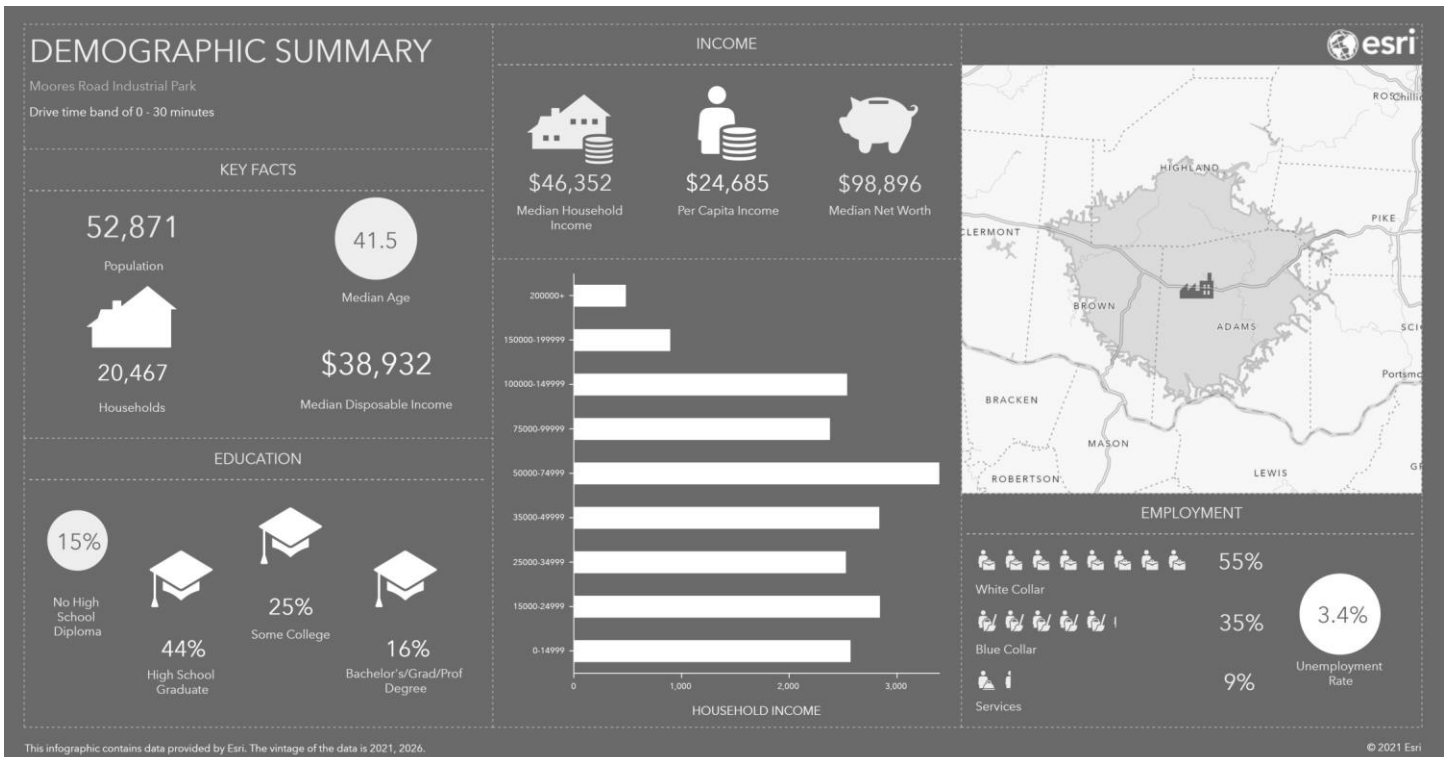 DEMOGRAPHIC SUMMARY
Moores Road Industrial Park
Drive time band of 0 - 30 minutes
KEY FACTS
52,871
Population
41.5
Median Age
20,467
Households
$38,932
Median Disposable Income
EDUCATION
15%
No High
School
Diploma
44%
High School
Graduate
25%
Some College
16%
Bachelor's/Grad/Prof
Degree
INCOME
$46,352
Median Household
Income
$24,685
Per Capita Income
$98,896
Median Net Worth
200000+
150000-199999
100000-149999
75000-99999
50000-74999
35000-49999
25000-34999
15000-24999
0-14999
0
1,000
2,000
3,000
HOUSEHOLD INCOME
esri
HIGHLAND
PIKE
CLERMONT
BROWN
ADAMS
BRACKEN
MASON
LEWIS
ROBERTSON
EMPLOYMENT
55%
White Collar
35%
Blue Collar
9%
Services
3.4%
Unemployment
Rate
This infographic contains data provided by Esri. The vintage of the data is 2021, 2026.
© 2021 Esri